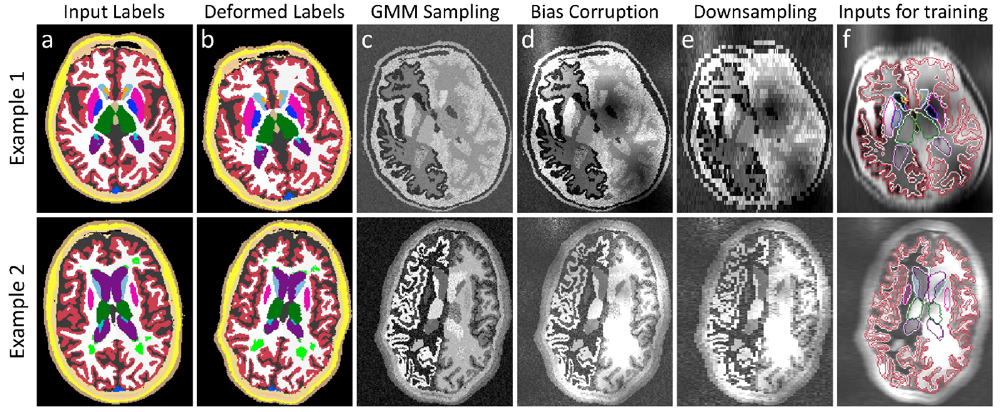 Input Labels
Deformed Labels
GMM Sampling
Bias Corruption
Downsampling
Inputs for training
Example 1
a
b
c
d
e
f
Example 2